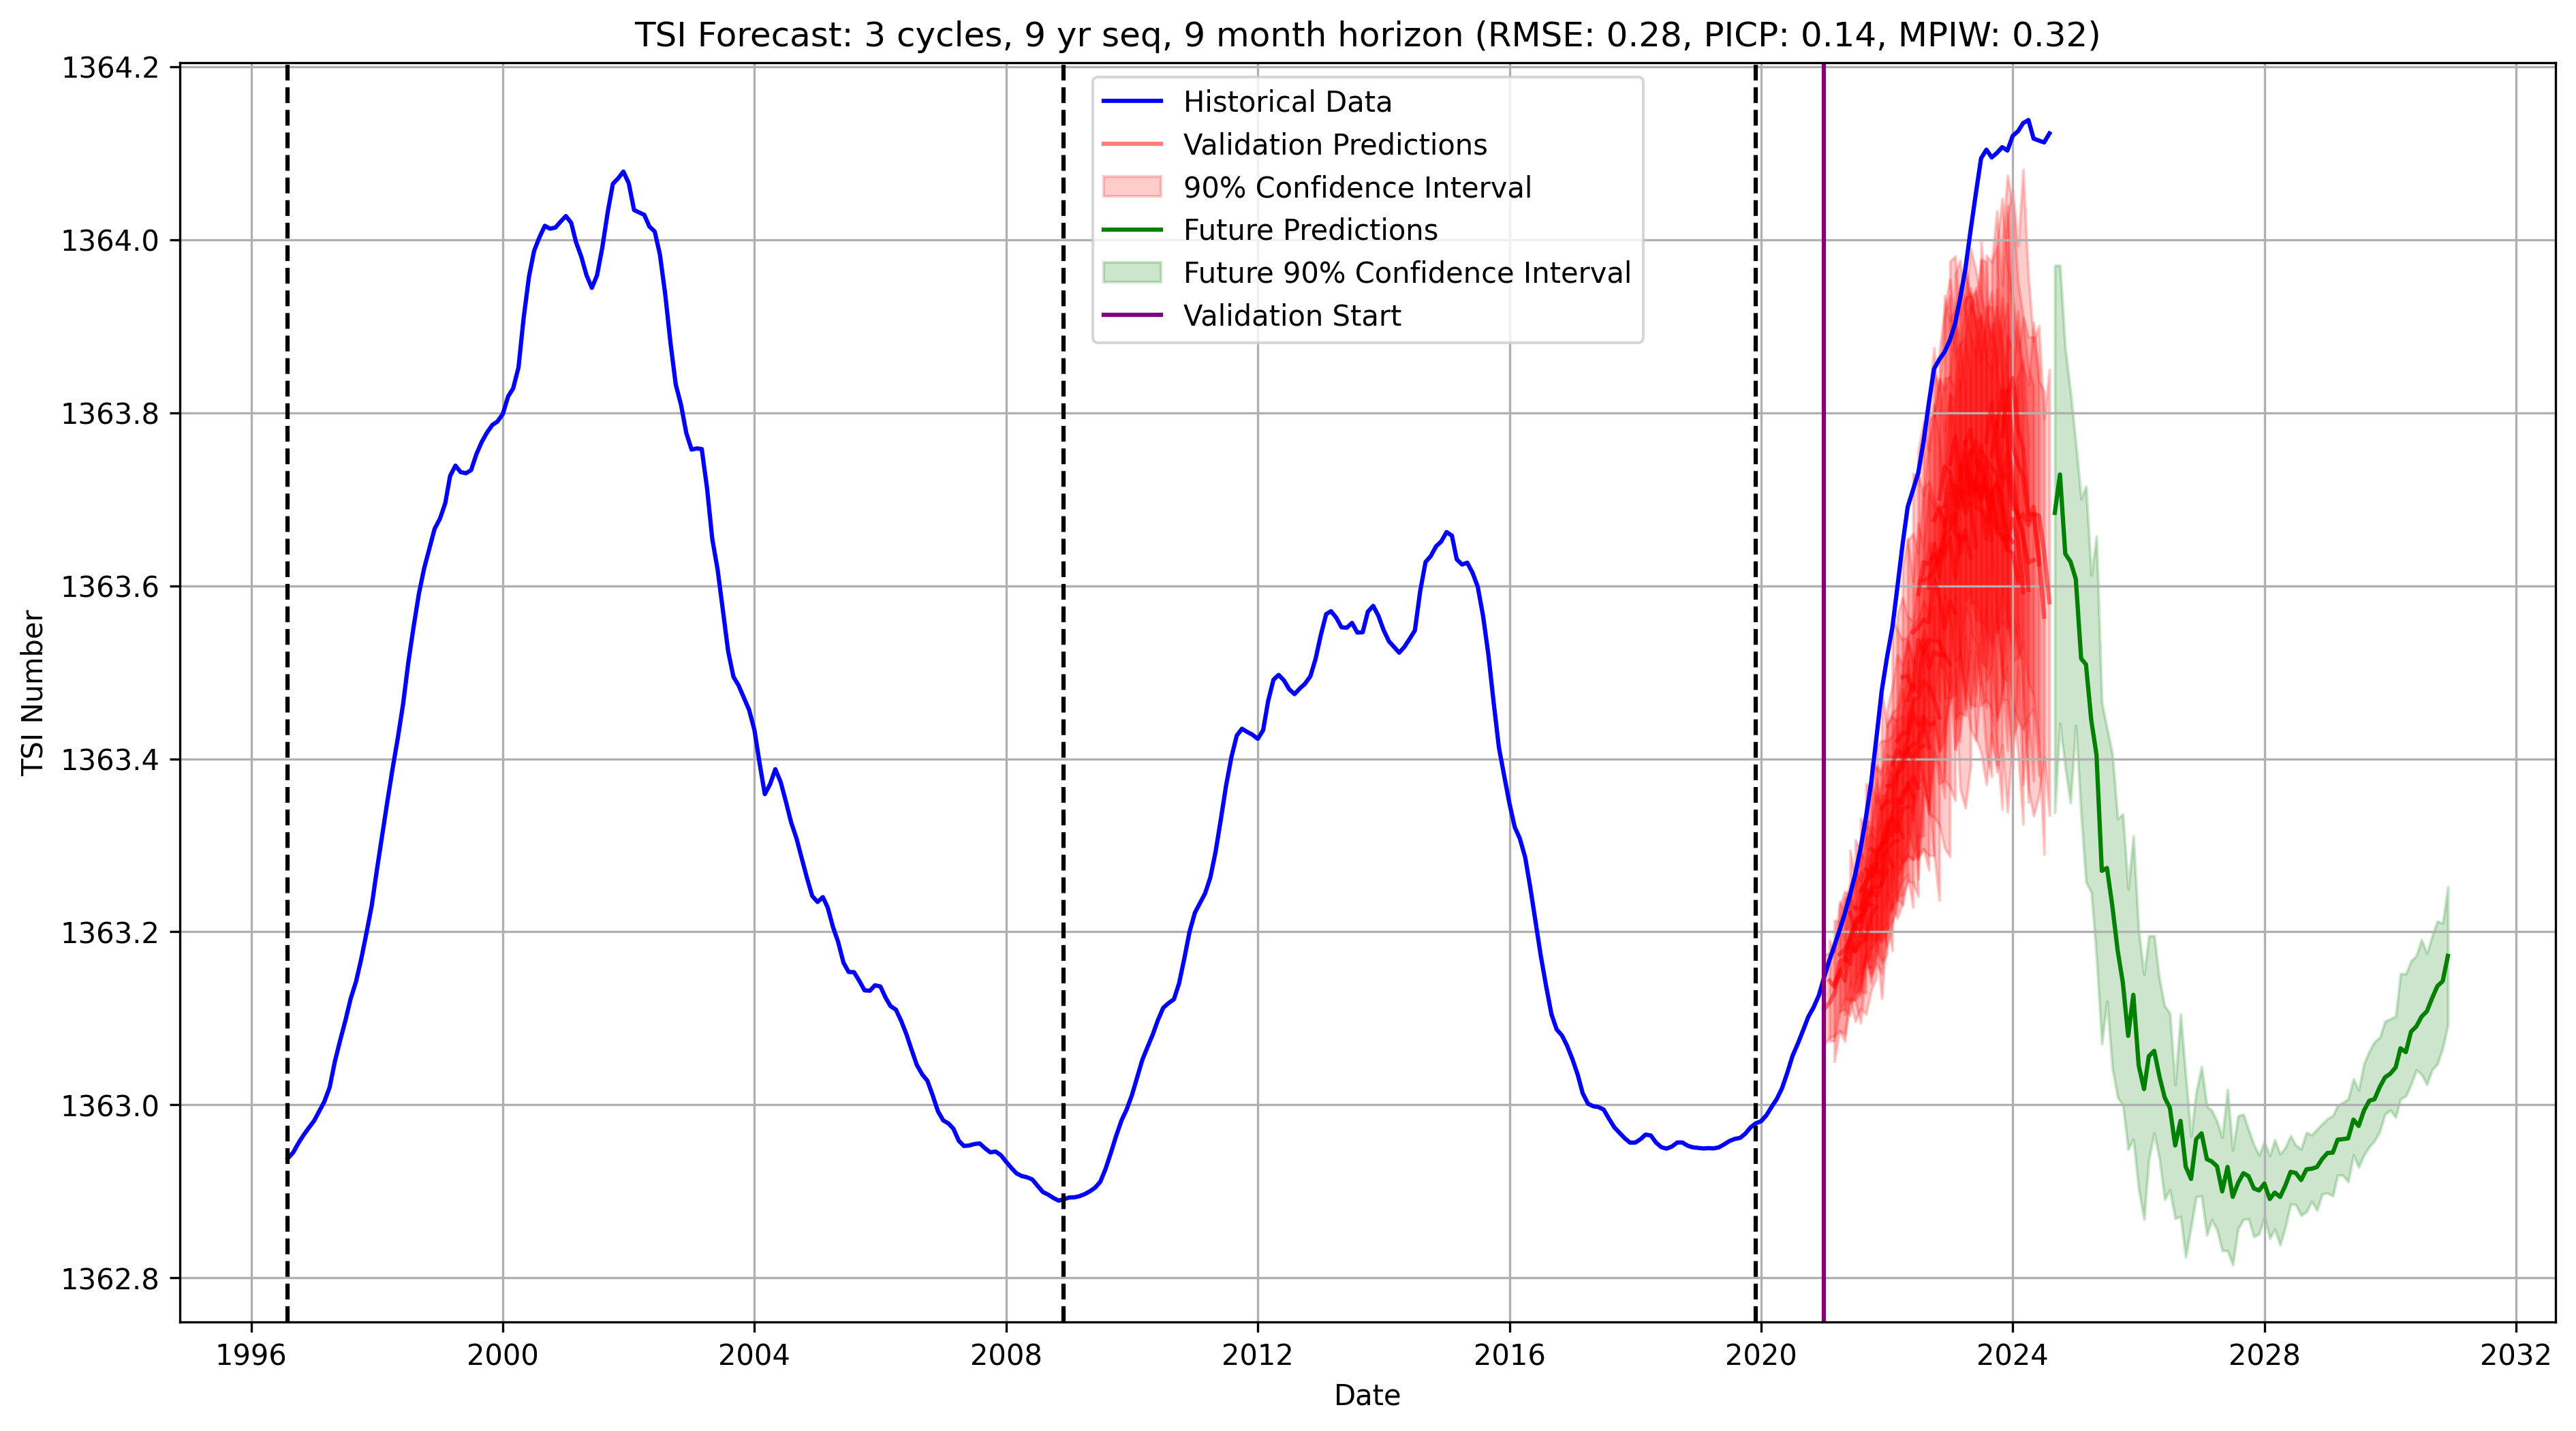 TSI Forecast: 3 cycles, 9 yr seq, 9 month horizon (RMSE: 0.28, PICP: 0.14, MPIW: 0.32)
1364.2
1364.0
1363.8
1363.6
1363.4
1363.2
1363.0
1362.8
TSI Number
Historical Data
Validation Predictions
90% Confidence Interval
Future Predictions
Future 90% Confidence Interval
Validation Start
1996 2000 2004 2008 2012 2016 2020 2024 2028 2032
Date